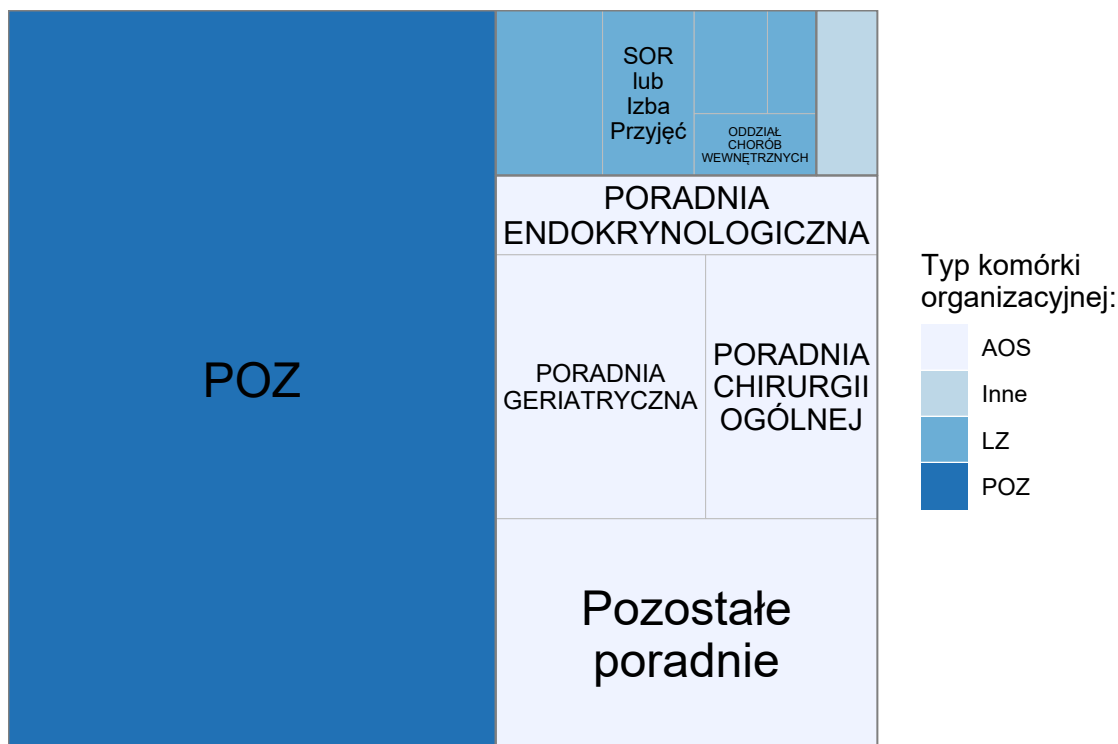 POZ
SOR
lub
Izba
Przyjęć
ODDZIAŁ
CHORÓB
WEWNĘTRZNYCH
PORADNIA
ENDOKRYNOLOGICZNA
PORADNIA
GERIATRYCZNA
PORADNIA
CHIRURGII
OGÓLNEJ
Pozostałe
poradnie
Typ komórki
organizacyjnej:
AOS
Inne
LZ
POZ